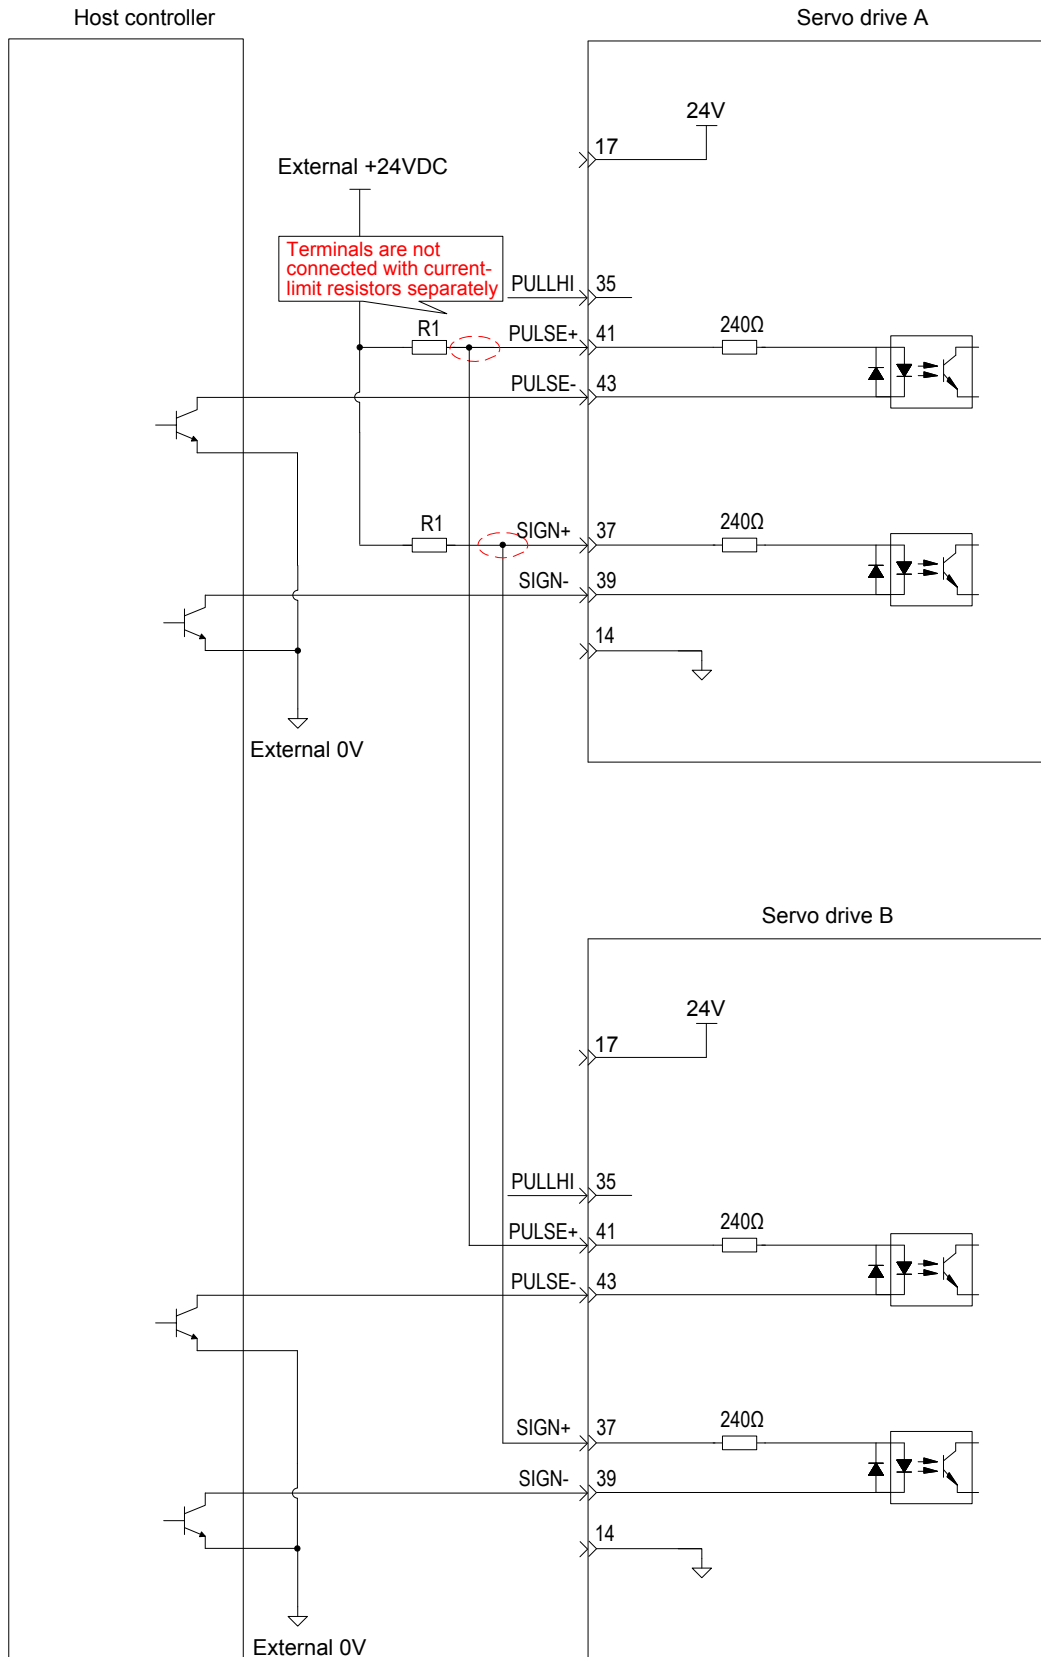 Host controller
Servo drive A
24V
17
External +24VDC
Terminals are not
connected with current-
limit resistors separately
PULLHI
35
R1
PULSE+
41
240Ω
PULSE-
43
R1
SIGN+
37
240Ω
SIGN-
39
14
External 0V
Servo drive B
24V
17
PULLHI
35
PULSE+
41
240Ω
PULSE-
43
SIGN+
37
240Ω
SIGN-
39
14
External 0V